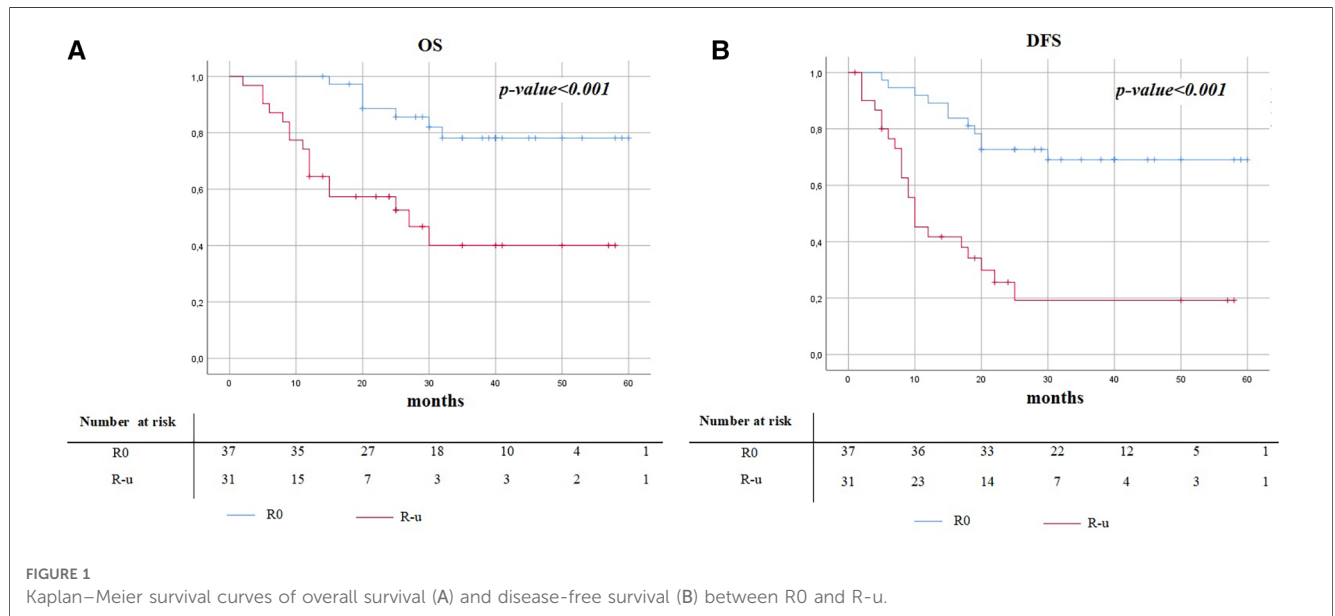 A
OS
p-value<0.001
1,0
0,8
0,6
0,4
0,2
0,0
0 10 20 30 40 50 60
months
Number at risk
R0 37 35 27 18 10 4 1
R-u 31 15 7 3 3 2 1
R0 R-u
B
DFS
p-value<0.001
1,0
0,8
0,6
0,4
0,2
0,0
0 10 20 30 40 50 60
months
Number at risk
R0 37 36 33 22 12 5 1
R-u 31 23 14 7 4 3 1
R0 R-u
FIGURE 1
Kaplan–Meier survival curves of overall survival (A) and disease-free survival (B) between R0 and R-u.